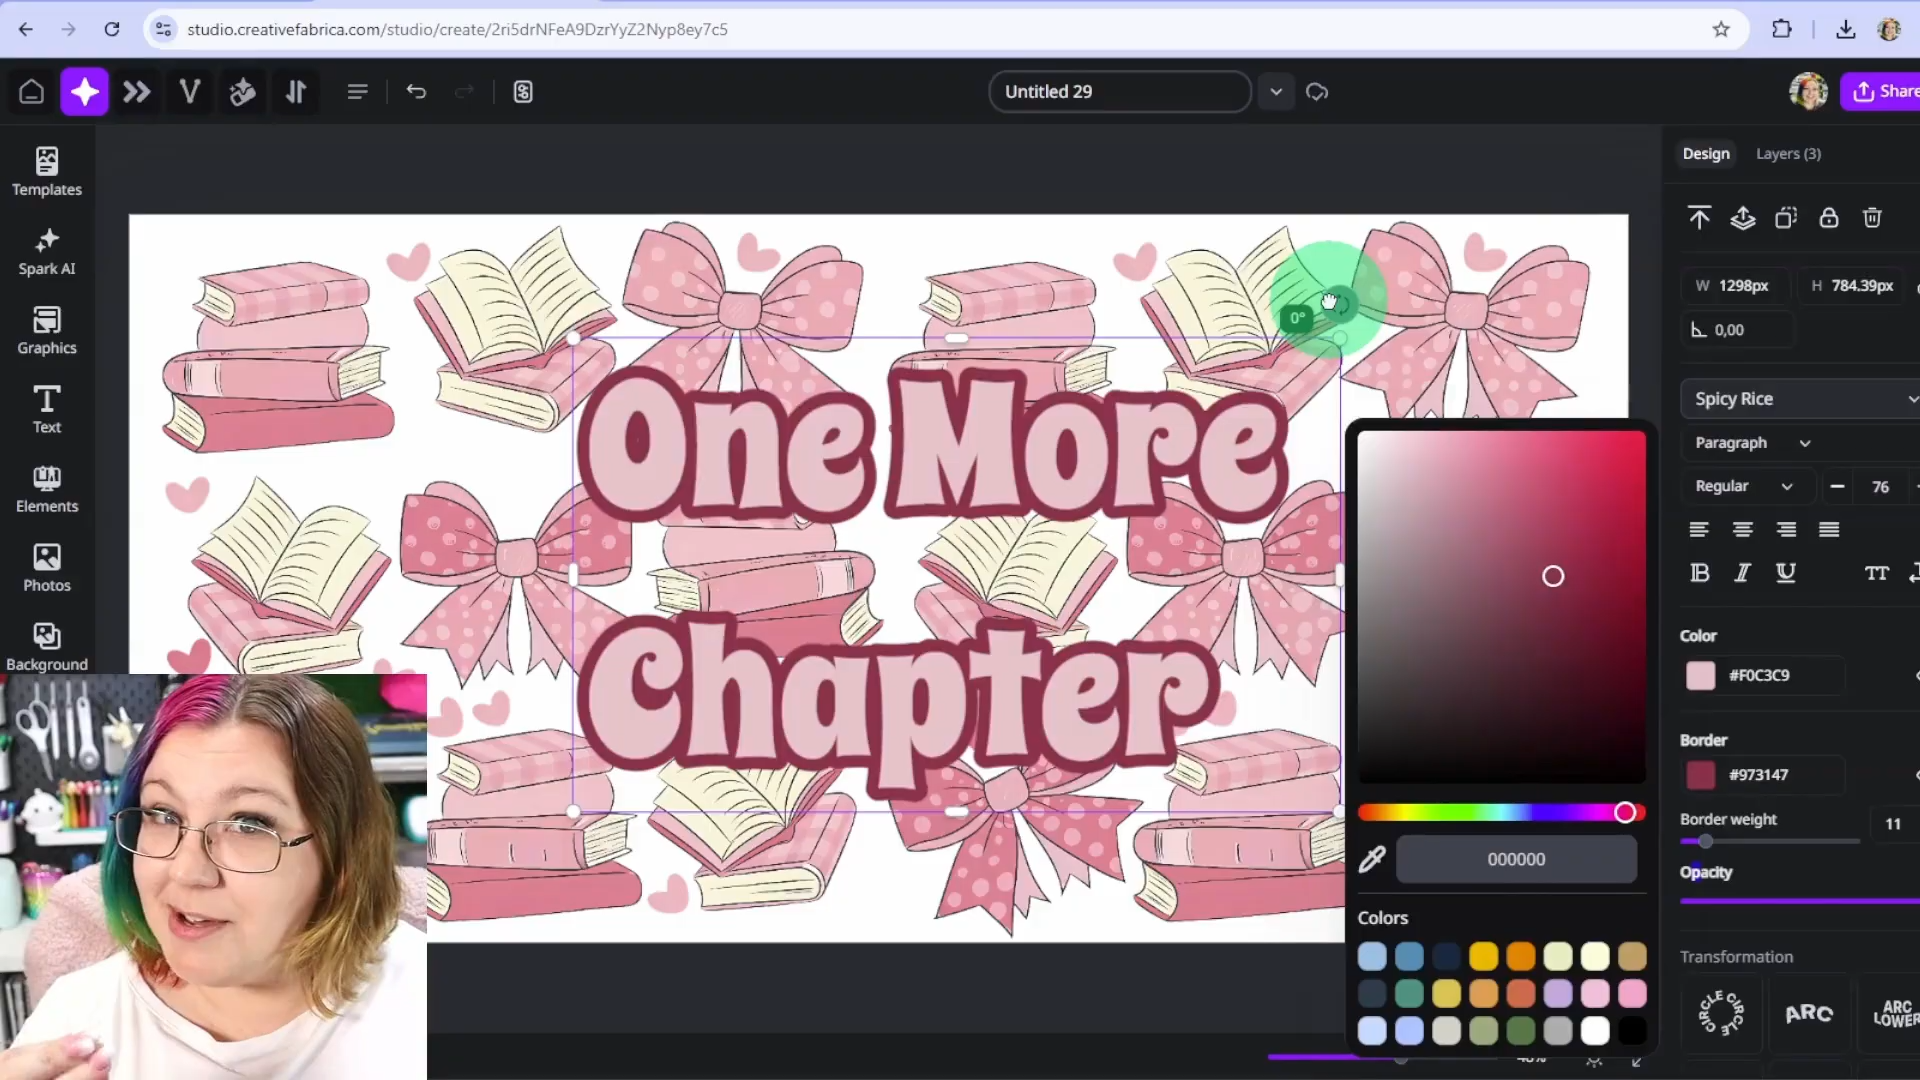 studio.creativefabrica.com/studio/create/2ri5drNFeA9DzrYyZ2Nyp8ey7c5
Untitled 29
Share
Templates
Spark AI
Graphics
Text
Elements
Photos
Background
Design
Layers (3)
W 1298px
H 784.39px
0,00
0°
Spicy Rice
Paragraph
Regular
76
One More
Chapter
Color
#F0C3C9
Border
#973147
Border weight
11
Opacity
000000
Colors
Transformation
CIRCLE CIRCLE
ARC
ARC
LOWER